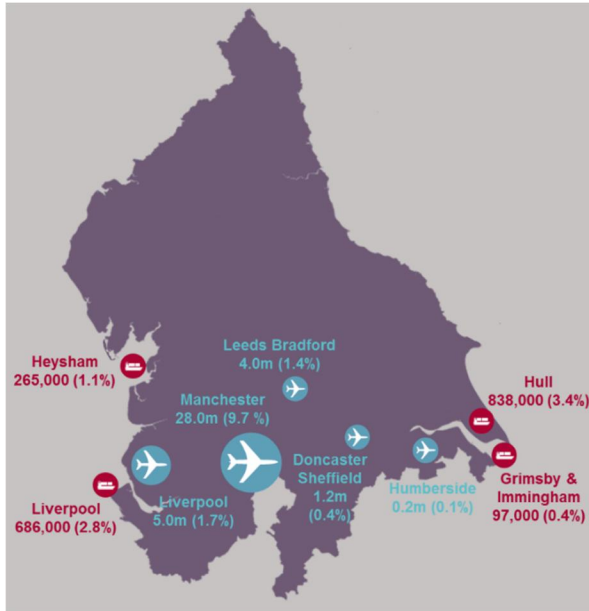 Leeds Bradford
4.0m (1.4%)
Heysham
265,000 (1.1%)
Manchester
28.0m (9.7 %)
Hull
838,000 (3.4%)
Doncaster
Sheffield
1.2m
(0.4%)
Humberside
0.2m (0.1%)
Grimsby &
Immingham
97,000 (0.4%)
Liverpool
5.0m (1.7%)
Liverpool
686,000 (2.8%)